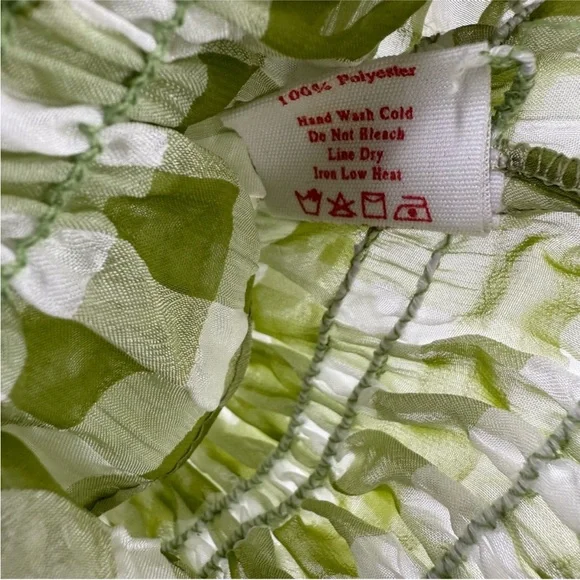 100% Polyester
Hand Wash Cold
Do Not Bleach
Line Dry
Iron Low Heat